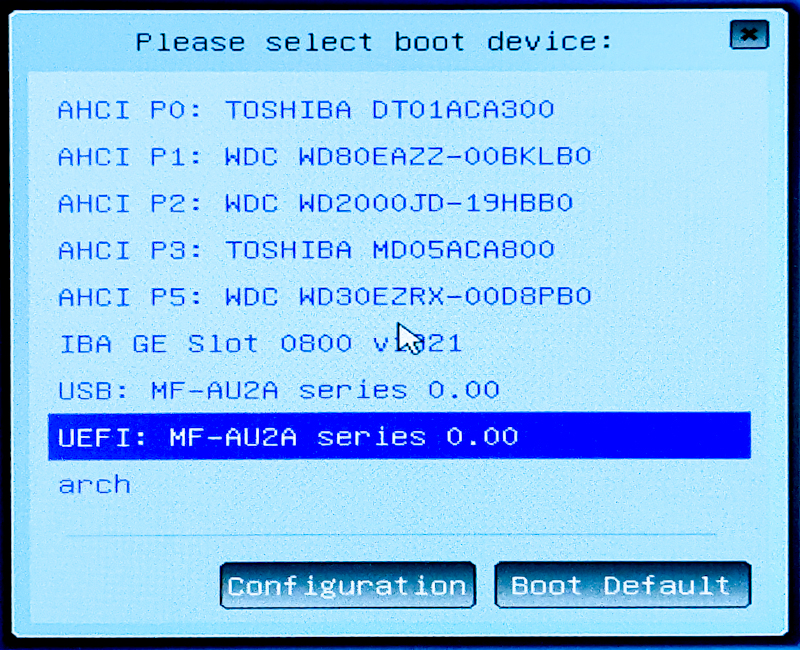 Please select boot device:
AHCI P0: TOSHIBA DT01ACA300
AHCI P1: WDC WD80EAZZ-00BKLB0
AHCI P2: WDC WD2000JD-19HBB0
AHCI P3: TOSHIBA MD05ACA800
AHCI P5: WDC WD30EZRX-00D8PB0
IBA GE Slot 0800
USB: MF-AU2A series 0.00
UEFI: MF-AU2A series 0.00
arch
Configuration
Boot Default